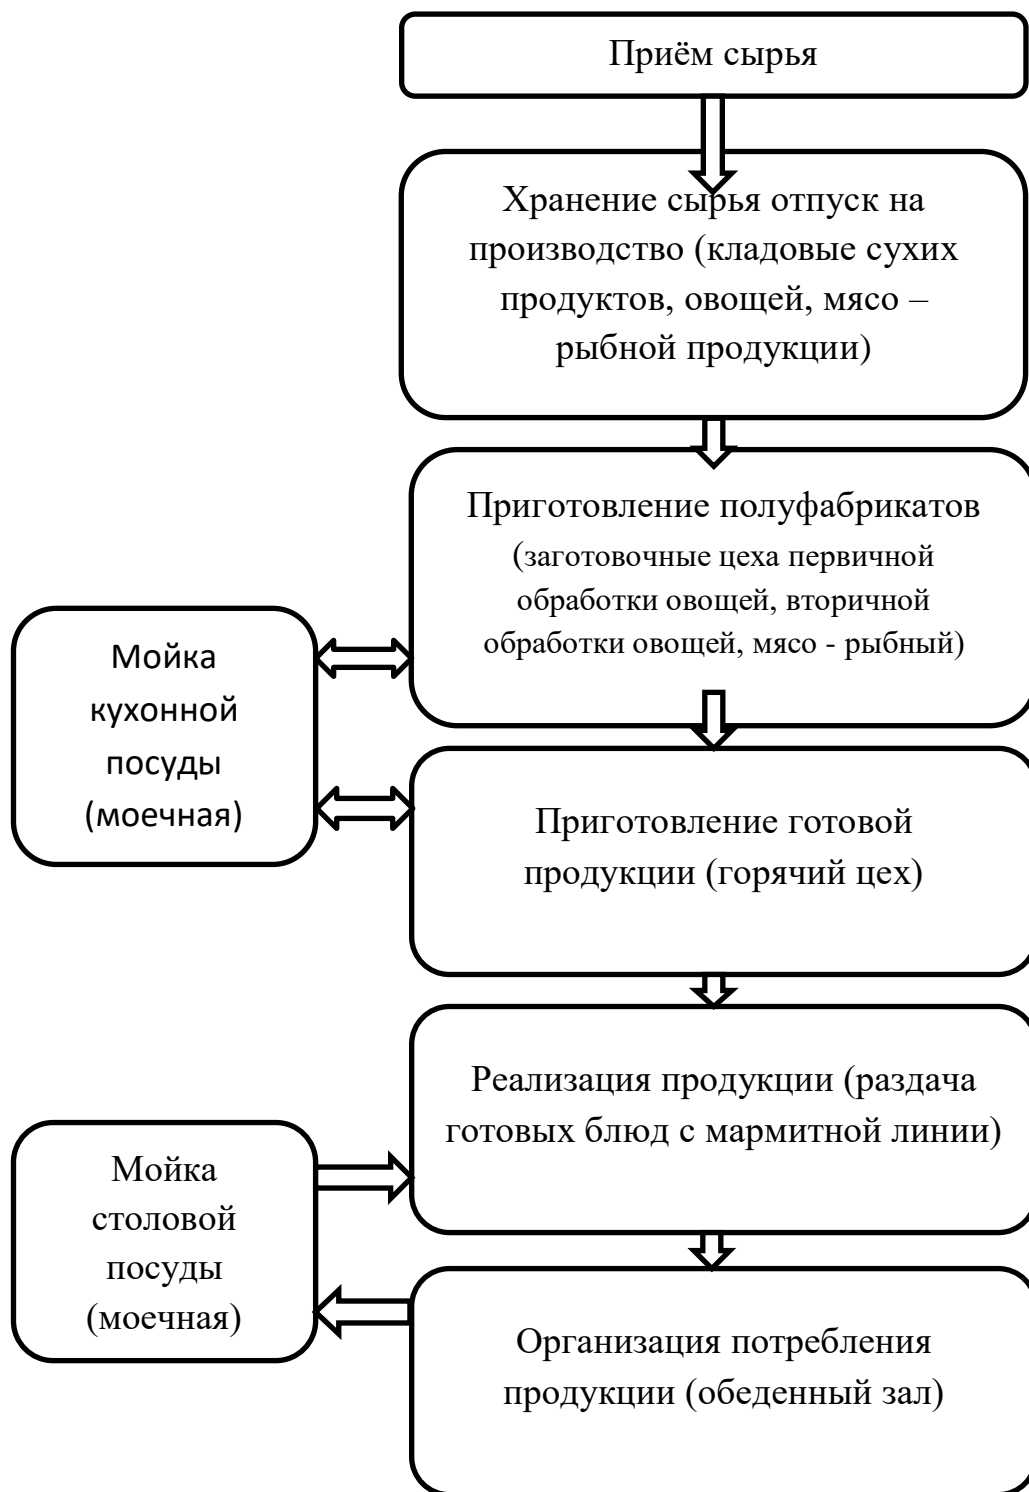 Приём сырья
Хранение сырья отпуск на
производство (кладовые сухих
продуктов, овощей, мясо –
рыбной продукции)
Приготовление полуфабрикатов
(заготовочные цеха первичной
обработки овощей, вторичной
обработки овощей, мясо - рыбный)
Мойка
кухонной
посуды
(моечная)
Приготовление готовой
продукции (горячий цех)
Реализация продукции (раздача
готовых блюд с мармитной линии)
Мойка
столовой
посуды
(моечная)
Организация потребления
продукции (обеденный зал)